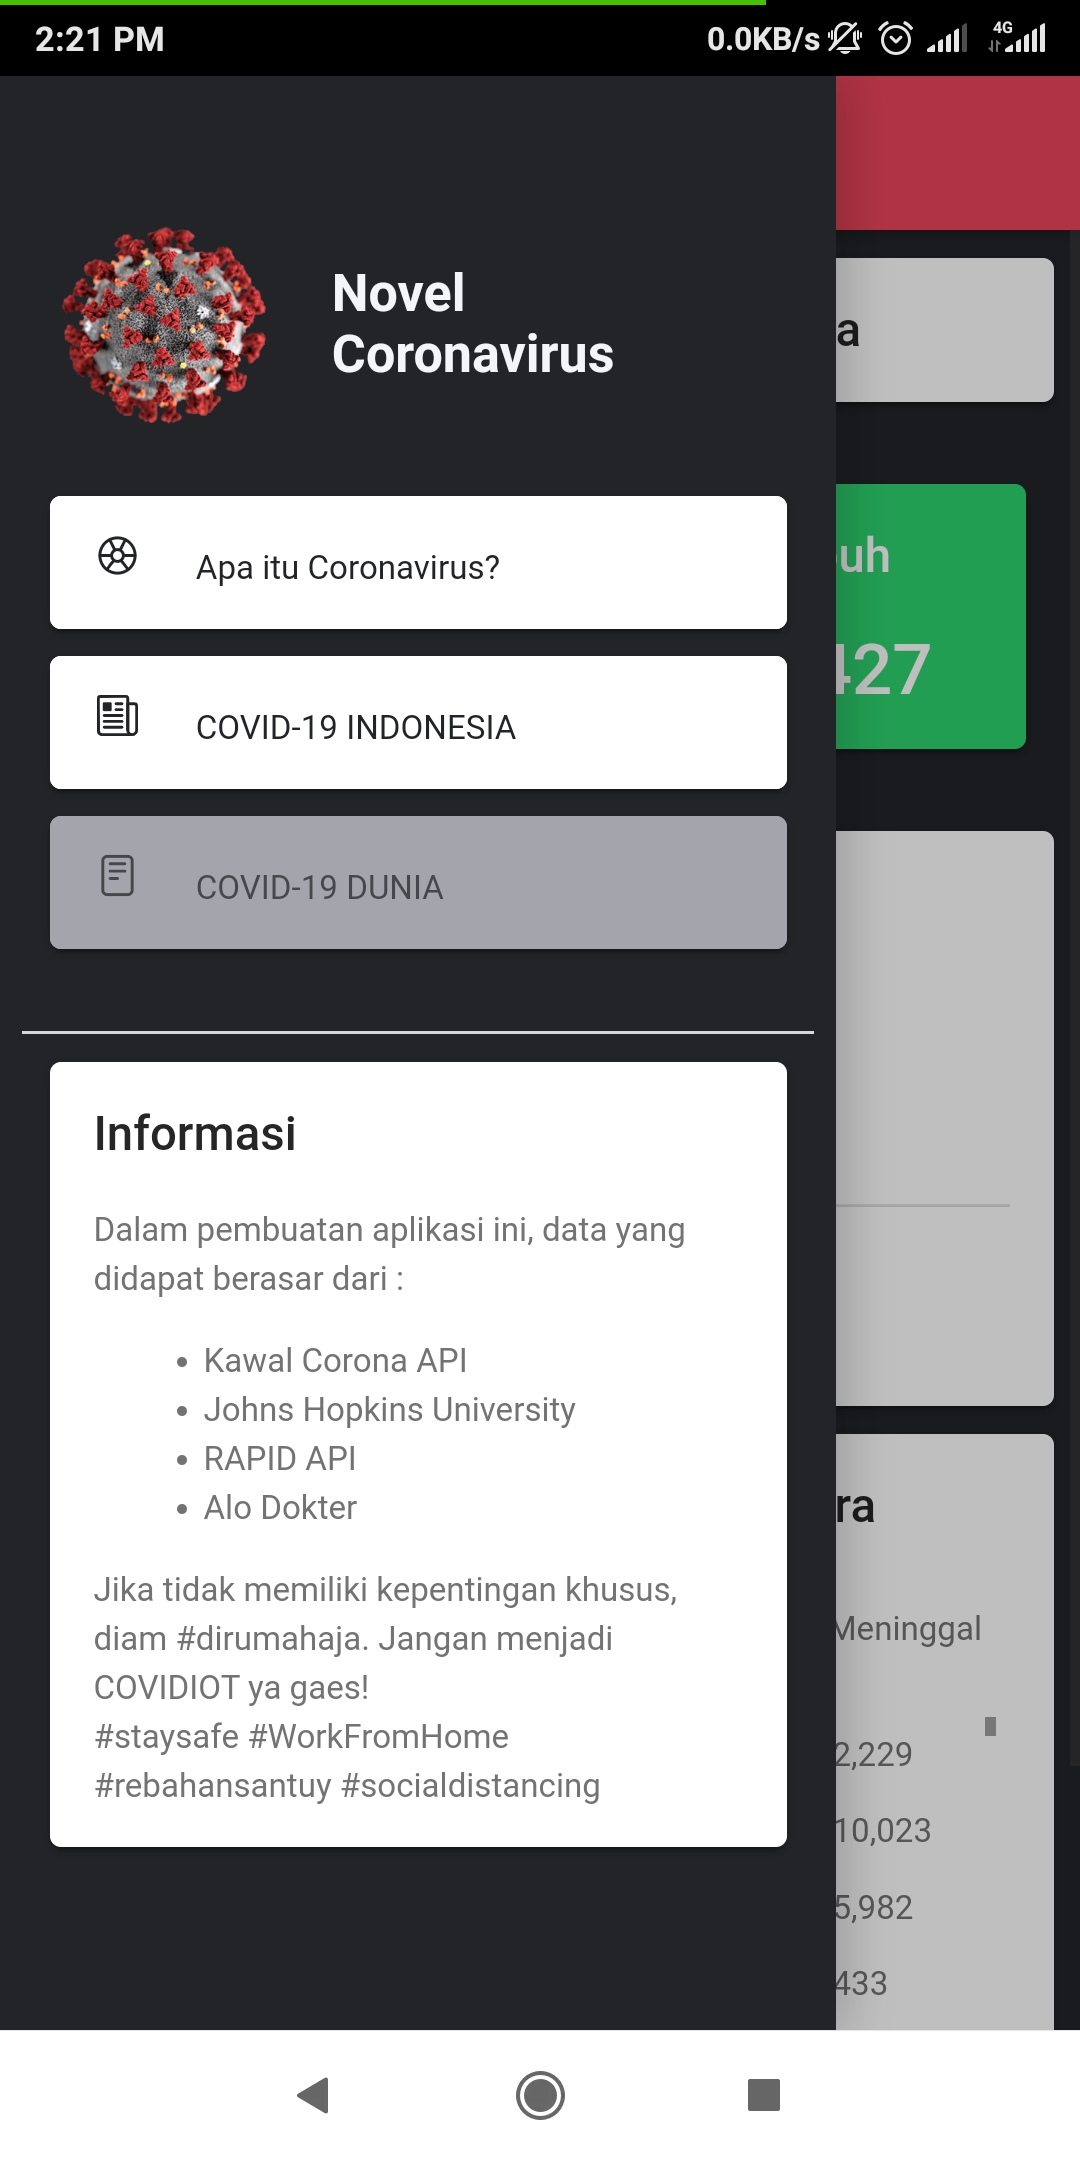 2:21 PM
0.0KB/s
4G
Novel
Coronavirus
Apa itu Coronavirus?
COVID-19 INDONESIA
COVID-19 DUNIA
Informasi
Dalam pembuatan aplikasi ini, data yang
didapat berasar dari :
• Kawal Corona API
• Johns Hopkins University
• RAPID API
• Alo Dokter
Jika tidak memiliki kepentingan khusus,
diam #dirumahaja. Jangan menjadi
COVIDIOT ya gaes!
#staysafe #WorkFromHome
#rebahansantuy #socialdistancing
a
uh
427
ra
Meninggal
2,229
10,023
5,982
433